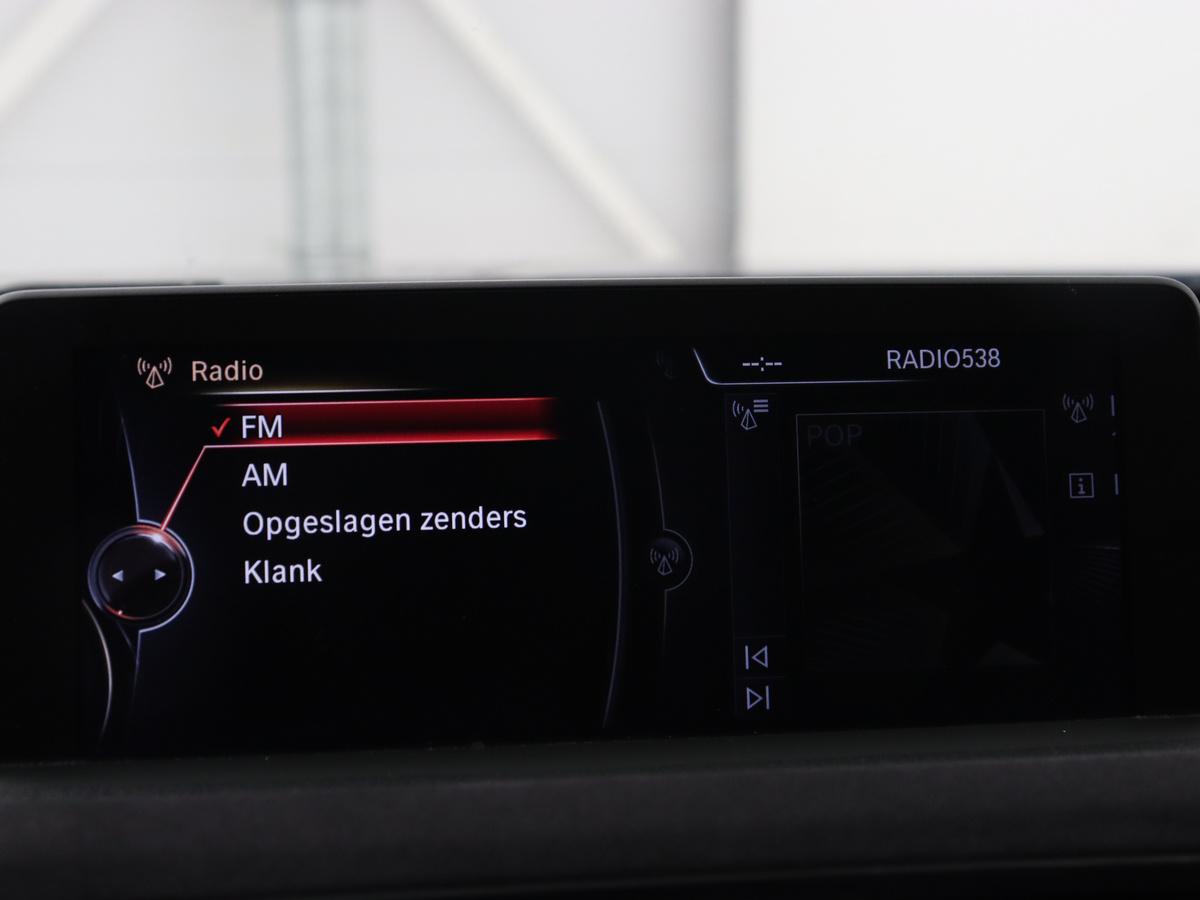 Radio
FM
AM
Opgeslagen zenders
Klank
--:--
RADIO538
POP